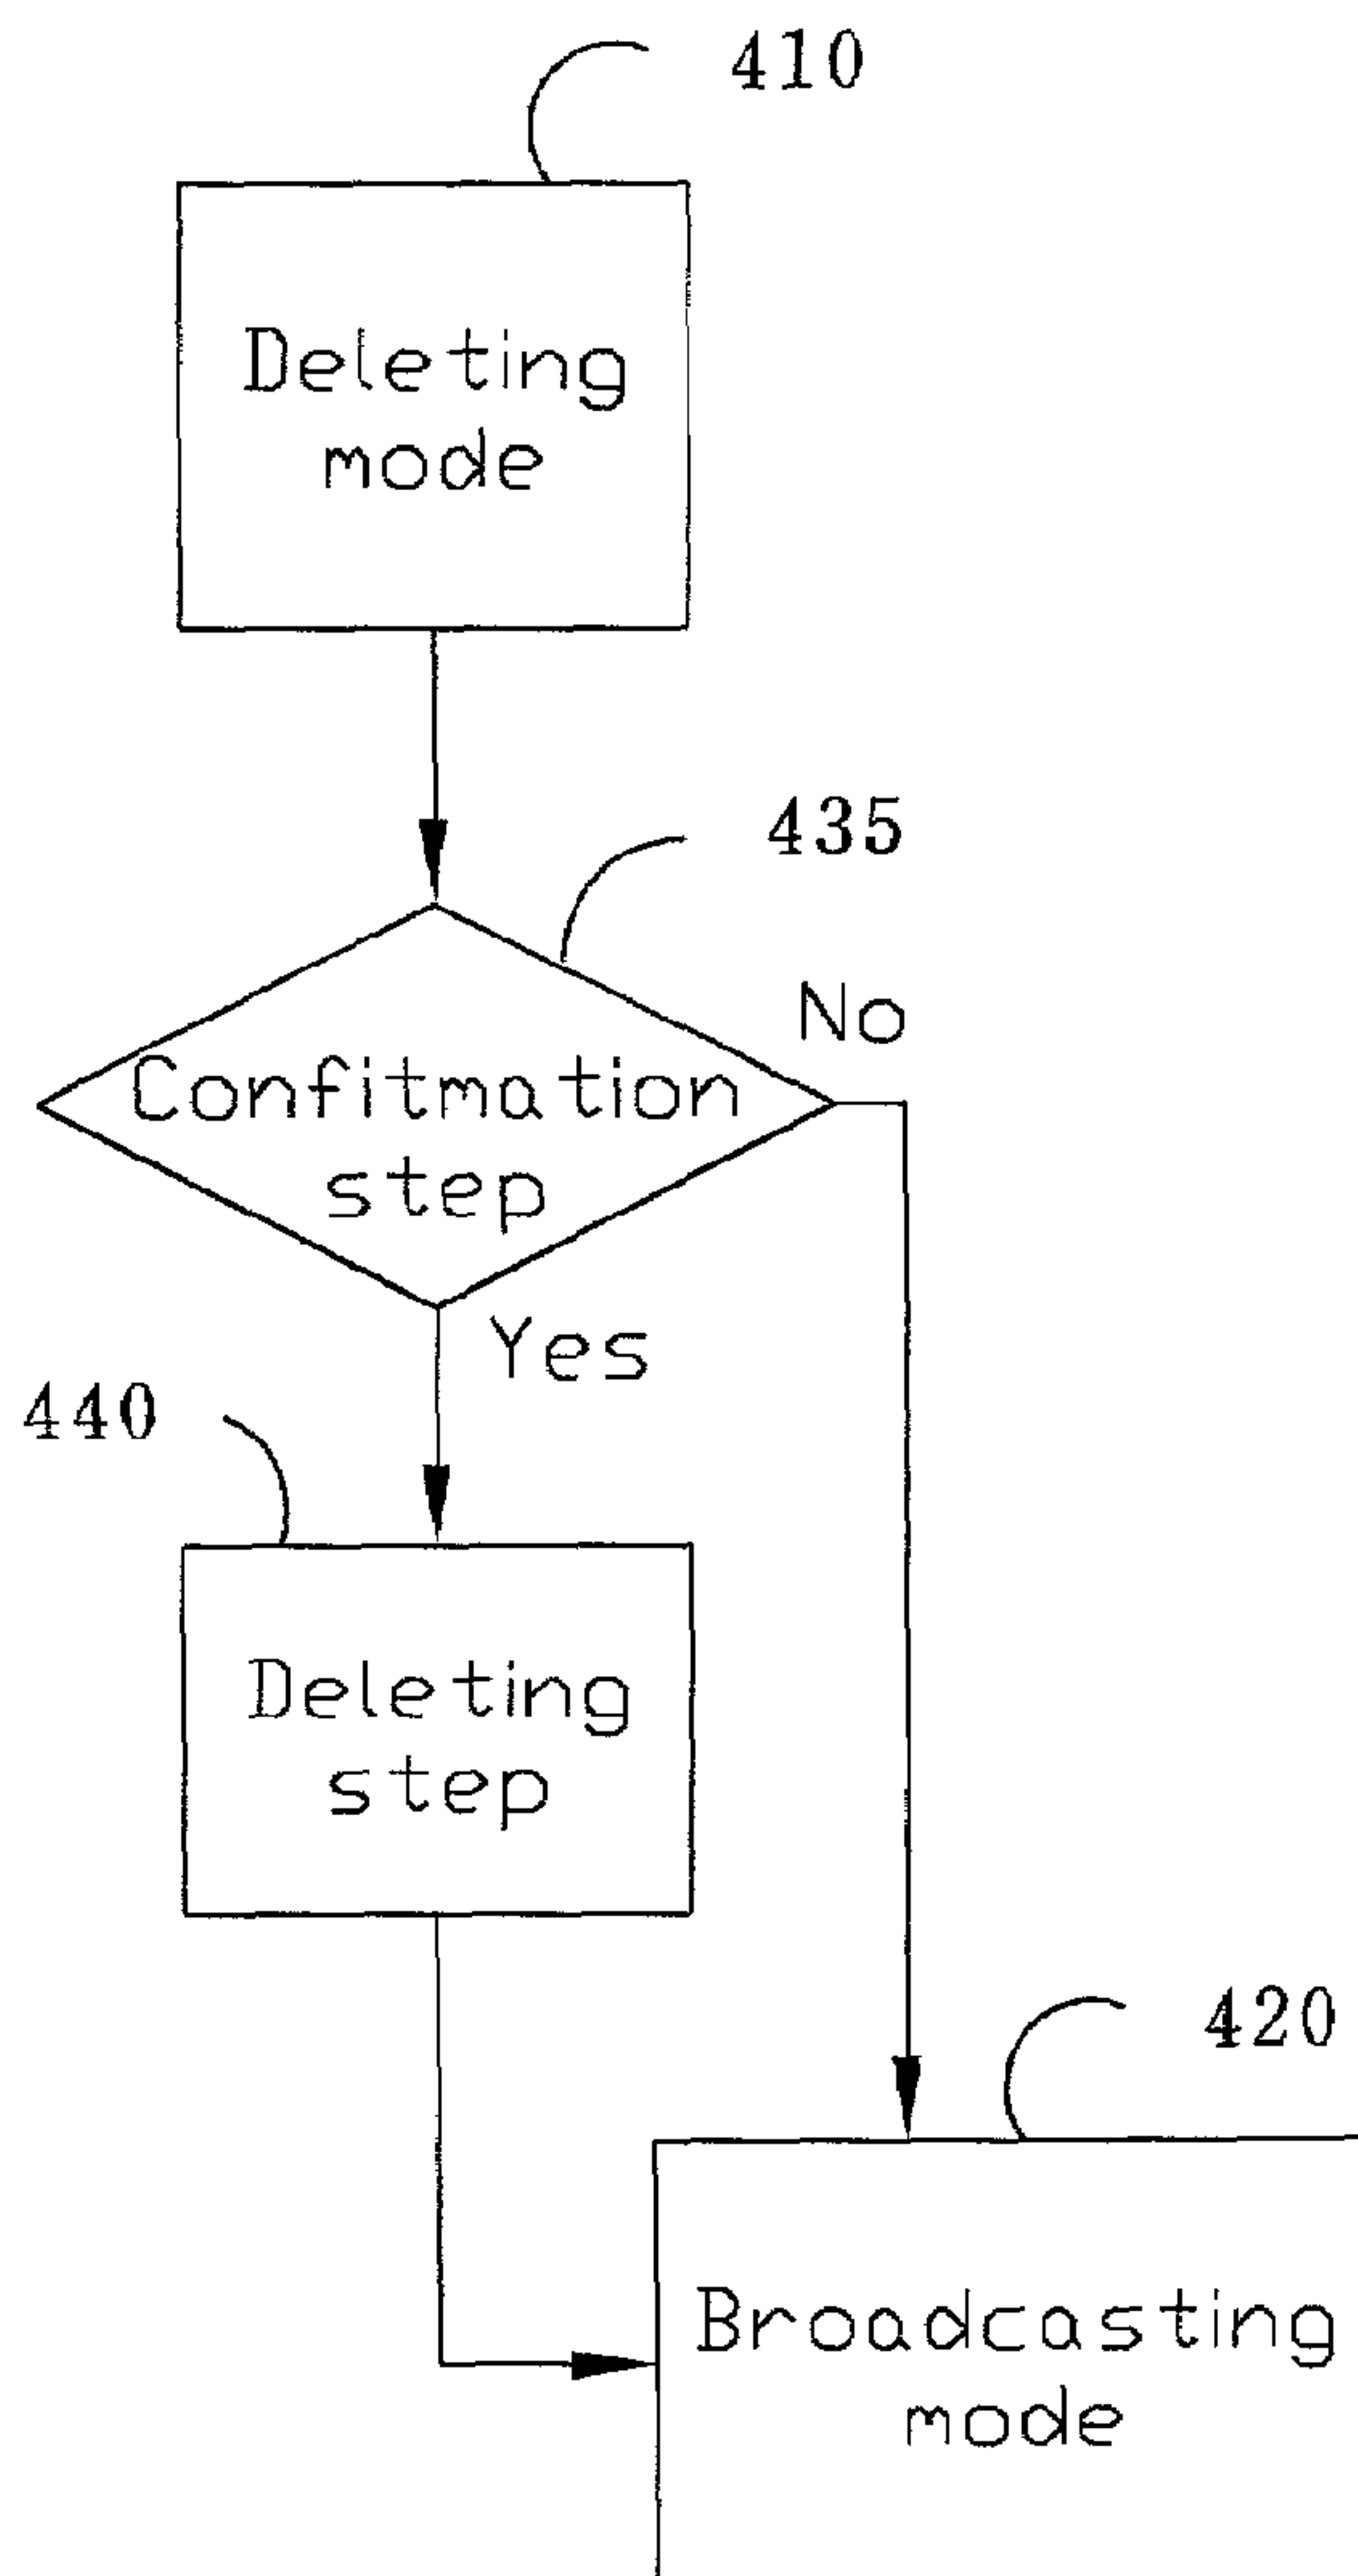 410
Deleting
mode
435
No
Confitmation
step
Yes
440
Deleting
step
420
Broadcasting
mode